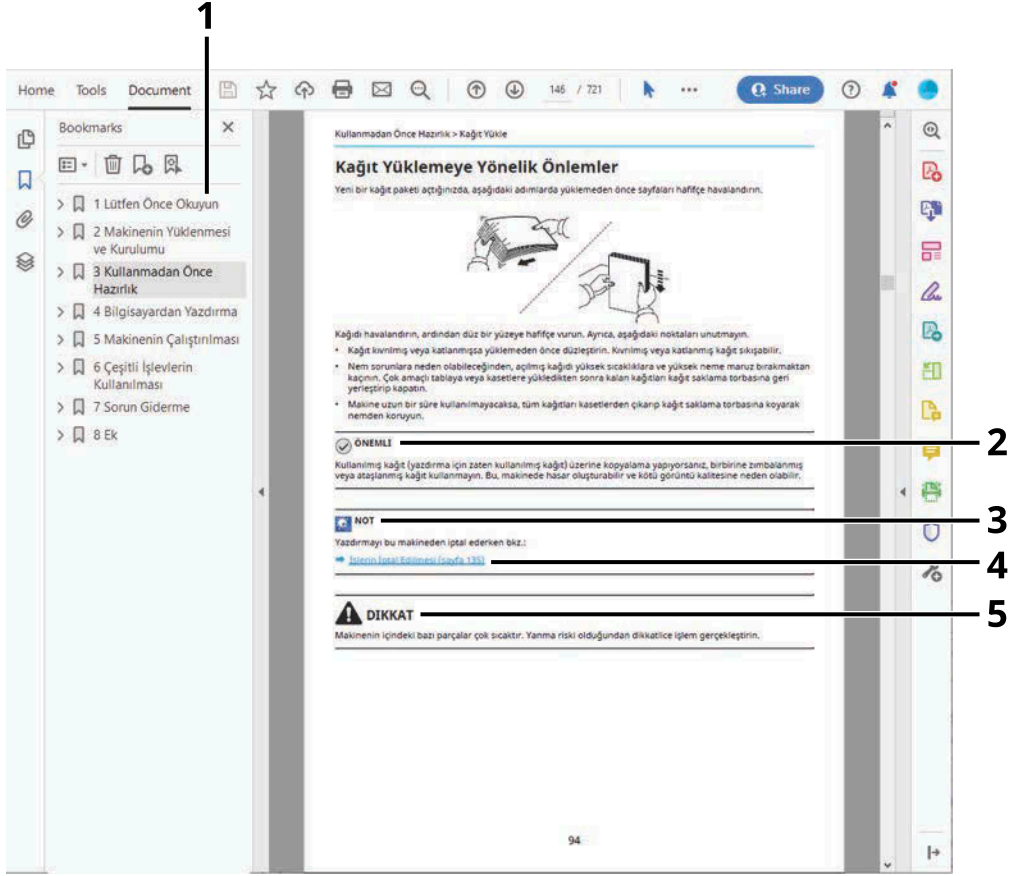 1
Home Tools Document 146 / 721 Share
Bookmarks
1 Lütfen Önce Okuyun
2 Makinenin Yüklenmesi
ve Kurulumu
3 Kullanmadan Önce
Hazırlık
4 Bilgisayardan Yazdırma
5 Makinenin Çalıştırılması
6 Çeşitli İşlevlerin
Kullanılması
7 Sorun Giderme
8 Ek
Kullanmadan Önce Hazırlık > Kağıt Yükle
Kağıt Yüklemeye Yönelik Önlemler
Yeni bir kağıt paketi açtığınızda, aşağıdaki adımlarda yüklemeden önce sayfaları hafifçe havalandırın.
Kağıdı havalandırın, ardından düz bir yüzeye hafifçe vurun. Ayrıca, aşağıdaki noktaları unutmayın.
• Kağıt kıvrılmış veya katlanmışsa yüklemeden önce düzleştirin. Kıvrılmış veya katlanmış kağıt sıkışabilir.
• Nem sorunlara neden olabileceğinden, açılmış kağıdı yüksek sıcaklıklara ve yüksek neme maruz bırakmaktan
kaçının. Çok amaçlı tablaya veya kasetlere yükledikten sonra kalan kağıtları kağıt saklama torbasına geri
yerleştirip kapatın.
• Makine uzun bir süre kullanılmayacaksa, tüm kağıtları kasetlerden çıkarıp kağıt saklama torbasına koyarak
nemden koruyun.
ÖNEMLİ
2
Kullanılmış kağıt (yazdırma için zaten kullanılmış kağıt) üzerine kopyalama yapıyorsanız, birbirine zımbalanmış
veya ataşlanmış kağıt kullanmayın. Bu, makinede hasar oluşturabilir ve kötü görüntü kalitesine neden olabilir.
NOT
3
Yazdırmayı bu makineden iptal ederken bkz.:
İşlerin İptal Edilmesi (sayfa 135)
4
DIKKAT
5
Makinenin içindeki bazı parçalar çok sıcaktır. Yanma riski olduğundan dikkatlice işlem gerçekleştirin.
94